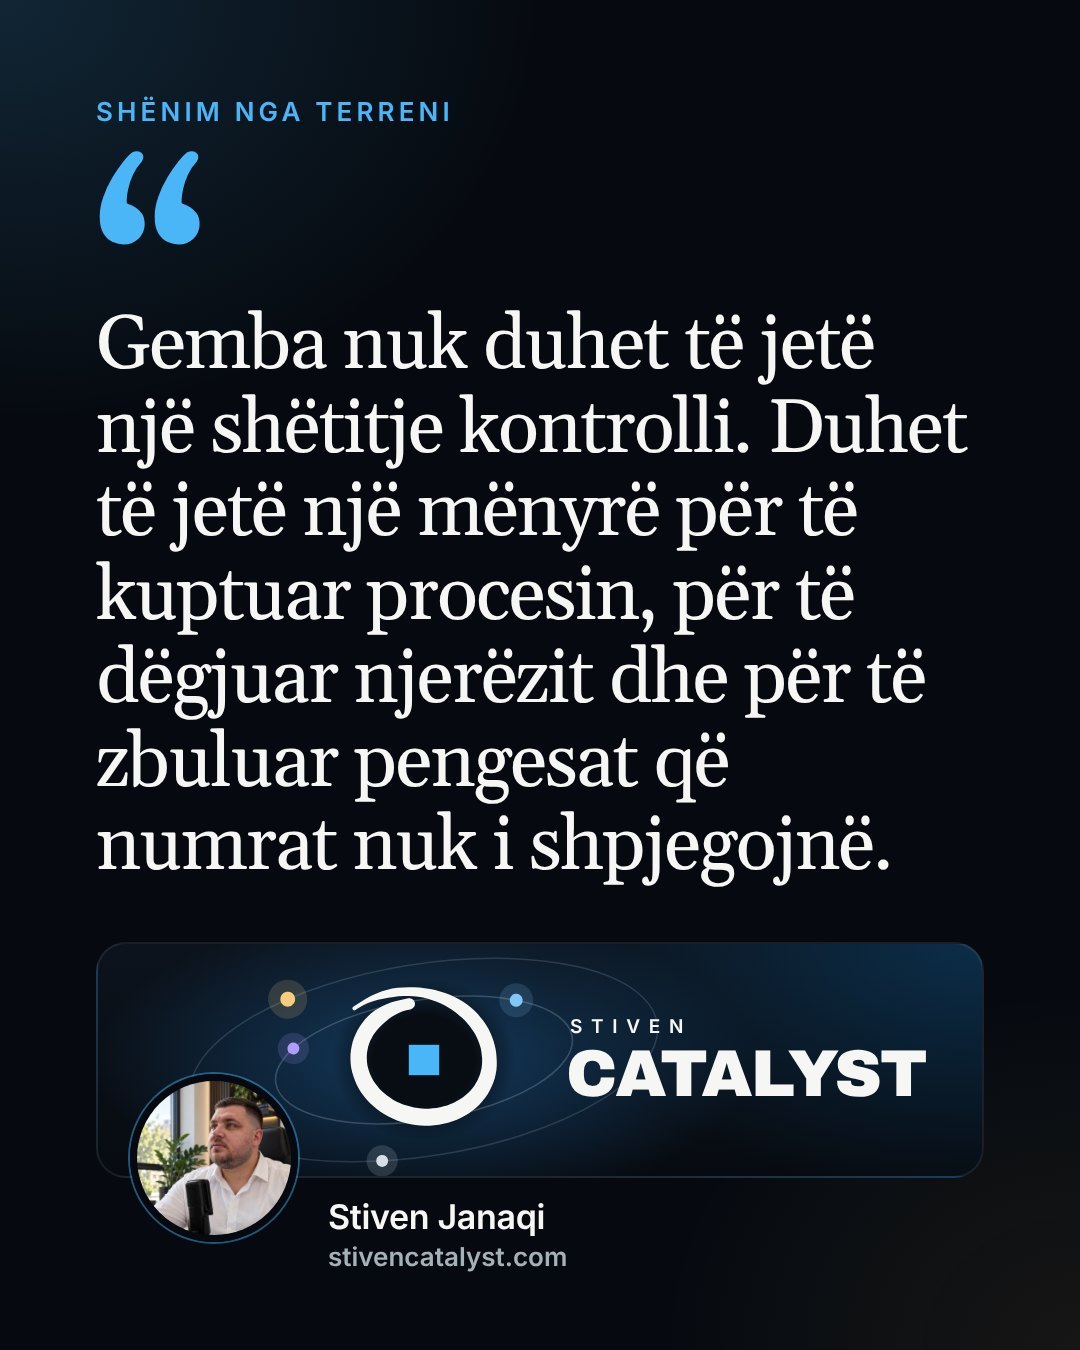 SHËNIM NGA TERRENI
“
Gemba nuk duhet të jetë
një shëtitje kontrolli. Duhet
të jetë një mënyrë për të
kuptuar procesin, për të
dëgjuar njerëzit dhe për të
zbuluar pengesat që
numrat nuk i shpjegojnë.
STIVEN
CATALYST
Stiven Janaqi
stivencatalyst.com